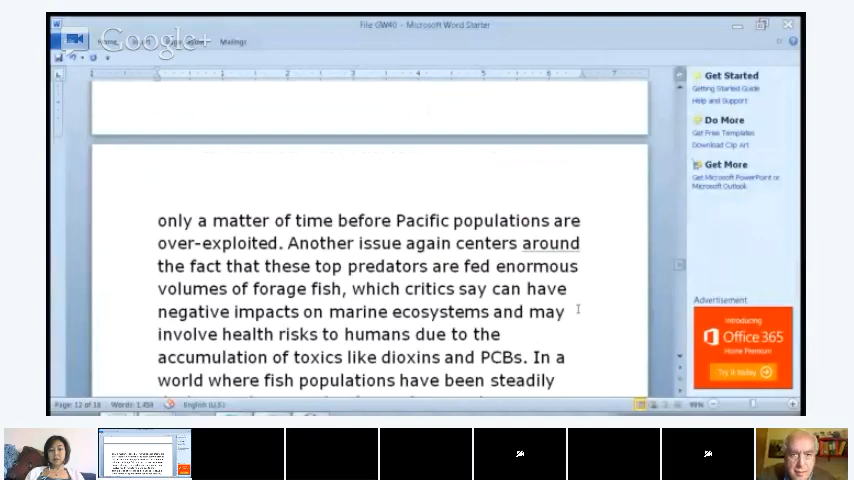 File GW40 - Microsoft Word Starter
Google+
Home
Mailings
only a matter of time before Pacific populations are
over-exploited. Another issue again centers around
the fact that these top predators are fed enormous
volumes of forage fish, which critics say can have
negative impacts on marine ecosystems and may
involve health risks to humans due to the
accumulation of toxics like dioxins and PCBs. In a
world where fish populations have been steadily
Get Started
Getting Started Guide
Help and Support
Do More
Get Free Templates
Download Clip Art
Get More
Get Microsoft PowerPoint or
Microsoft Outlook
Advertisement
Introducing
Office 365
Home Premium
Try It Today
Page: 12 of 18
Words: 1,458
English (U.S.)